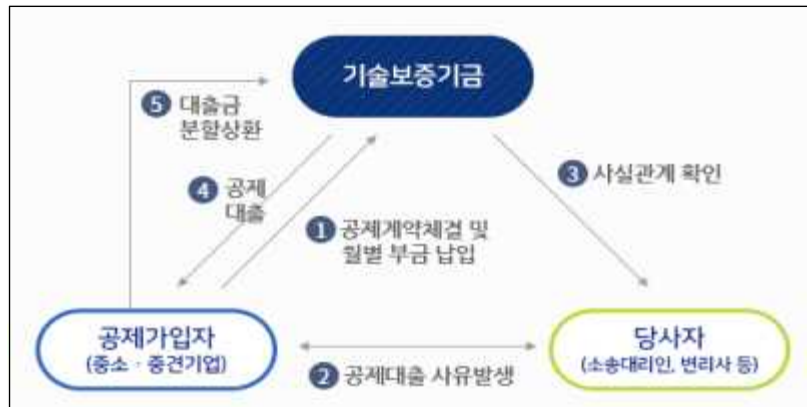 기술보증기금
5 대출금
분할상환
4 공제
대출
3 사실관계 확인
1 공제계약체결 및
월별 부금 납입
공제가입자
(중소 · 중견기업)
2 공제대출 사유발생
당사자
(소송대리인, 변리사 등)